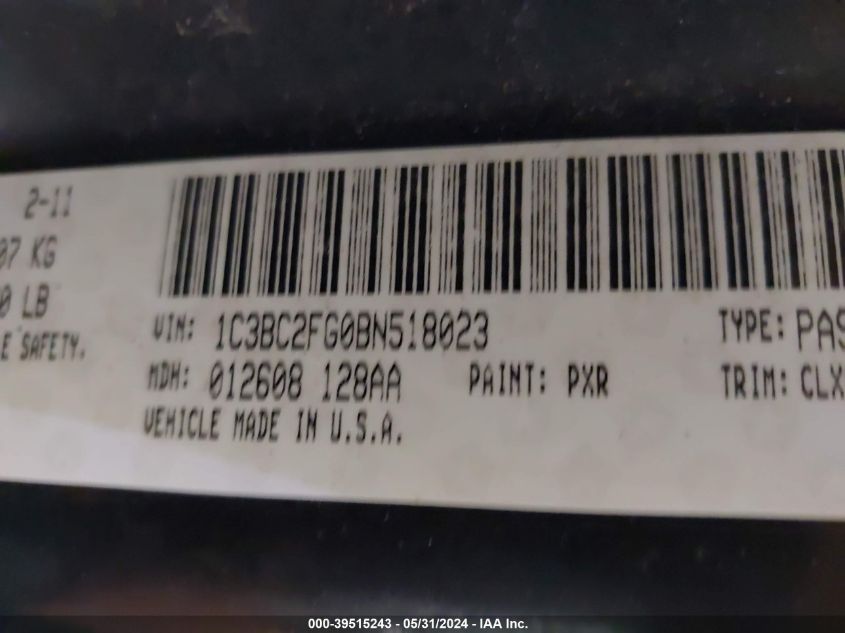 2-11
07 KG
0 LB
E SAFETY.
VIN: 1C3BC2FG0BN518023
TYPE: PAS
MDH: 012608 128AA
PAINT: PXR
TRIM: CLX
VEHICLE MADE IN U.S.A.
000-39515243 - 05/31/2024 - IAA Inc.